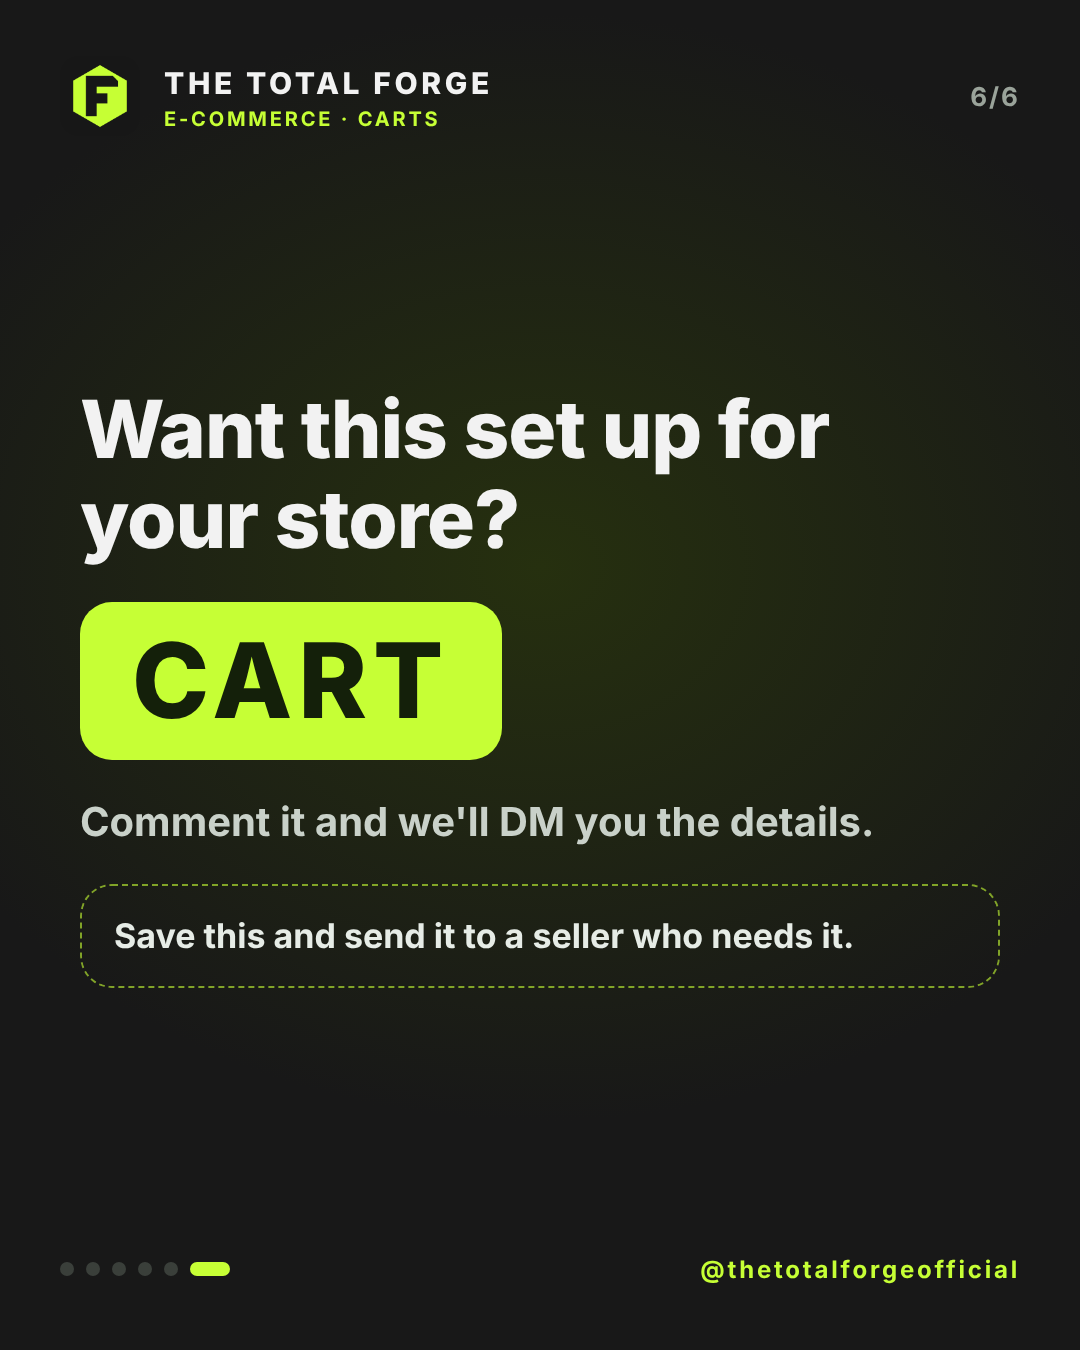 THE TOTAL FORGE
E-COMMERCE · CARTS
6/6
Want this set up for
your store?
CART
Comment it and we'll DM you the details.
Save this and send it to a seller who needs it.
@thetotalforgeofficial